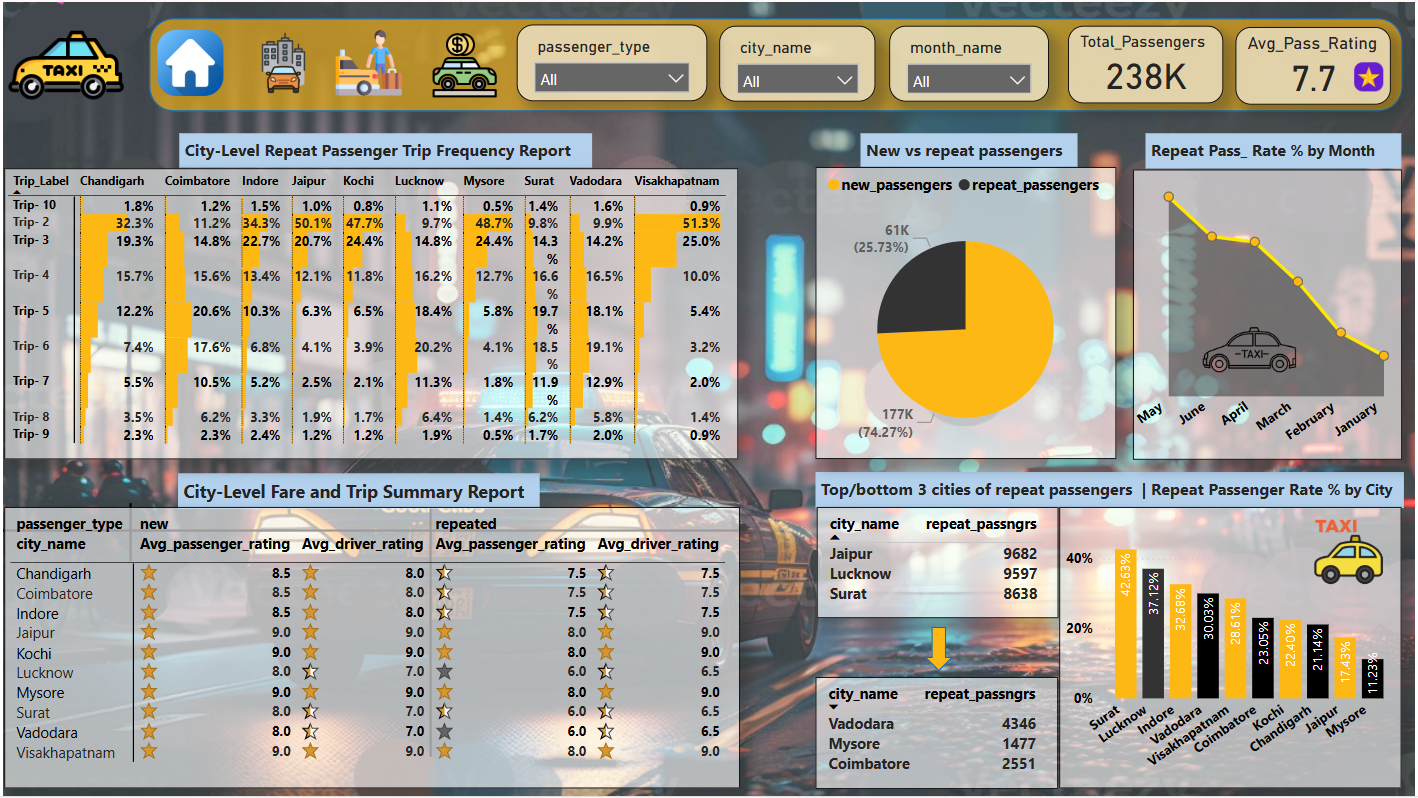 TAXI
passenger_type
All
city_name
All
month_name
All
Total_Passengers
238K
Avg_Pass_Rating
7.7
City-Level Repeat Passenger Trip Frequency Report
Trip_Label Chandigarh Coimbatore Indore Jaipur Kochi Lucknow Mysore Surat Vadodara Visakhapatnam
Trip- 10 1.8% 1.2% 1.5% 1.0% 0.8% 1.1% 0.5% 1.4% 1.6% 0.9%
Trip- 2 32.3% 11.2% 34.3% 50.1% 47.7% 9.7% 48.7% 9.8% 9.9% 51.3%
Trip- 3 19.3% 14.8% 22.7% 20.7% 24.4% 14.8% 24.4% 14.3 % 14.2% 25.0%
Trip- 4 15.7% 15.6% 13.4% 12.1% 11.8% 16.2% 12.7% 16.6 % 16.5% 10.0%
Trip- 5 12.2% 20.6% 10.3% 6.3% 6.5% 18.4% 5.8% 19.7 % 18.1% 5.4%
Trip- 6 7.4% 17.6% 6.8% 4.1% 3.9% 20.2% 4.1% 18.5 % 19.1% 3.2%
Trip- 7 5.5% 10.5% 5.2% 2.5% 2.1% 11.3% 1.8% 11.9 % 12.9% 2.0%
Trip- 8 3.5% 6.2% 3.3% 1.9% 1.7% 6.4% 1.4% 6.2% 5.8% 1.4%
Trip- 9 2.3% 2.3% 2.4% 1.2% 1.2% 1.9% 0.5% 1.7% 2.0% 0.9%
New vs repeat passengers
new_passengers repeat_passengers
61K
(25.73%)
177K
(74.27%)
Repeat Pass_ Rate % by Month
-TAXI-
May June April March February January
City-Level Fare and Trip Summary Report
passenger_type new repeated
city_name Avg_passenger_rating Avg_driver_rating Avg_passenger_rating Avg_driver_rating
Chandigarh 8.5 8.0 7.5 7.5
Coimbatore 8.5 8.0 7.5 7.5
Indore 8.5 8.0 7.5 7.5
Jaipur 9.0 9.0 8.0 9.0
Kochi 9.0 9.0 8.0 9.0
Lucknow 8.0 7.0 6.0 6.5
Mysore 9.0 9.0 8.0 9.0
Surat 8.0 7.0 6.0 6.5
Vadodara 8.0 7.0 6.0 6.5
Visakhapatnam 9.0 9.0 8.0 9.0
Top/bottom 3 cities of repeat passengers | Repeat Passenger Rate % by City
city_name repeat_passngrs
Jaipur 9682
Lucknow 9597
Surat 8638
city_name repeat_passngrs
Vadodara 4346
Mysore 1477
Coimbatore 2551
TAXI
40%
20%
0%
42.63% 37.12% 32.68% 30.03% 28.61% 23.05% 22.40% 21.14% 17.43% 11.23%
Surat Lucknow Indore Vadodara Visakhapatnam Coimbatore Kochi Chandigarh Jaipur Mysore